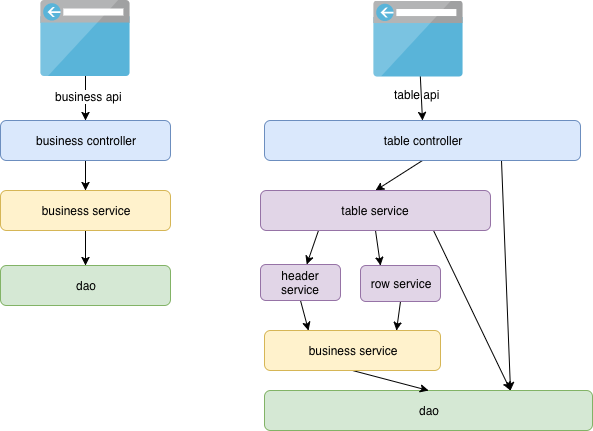 business api
business controller
business service
dao
table api
table controller
table service
header
service
row service
business service
dao